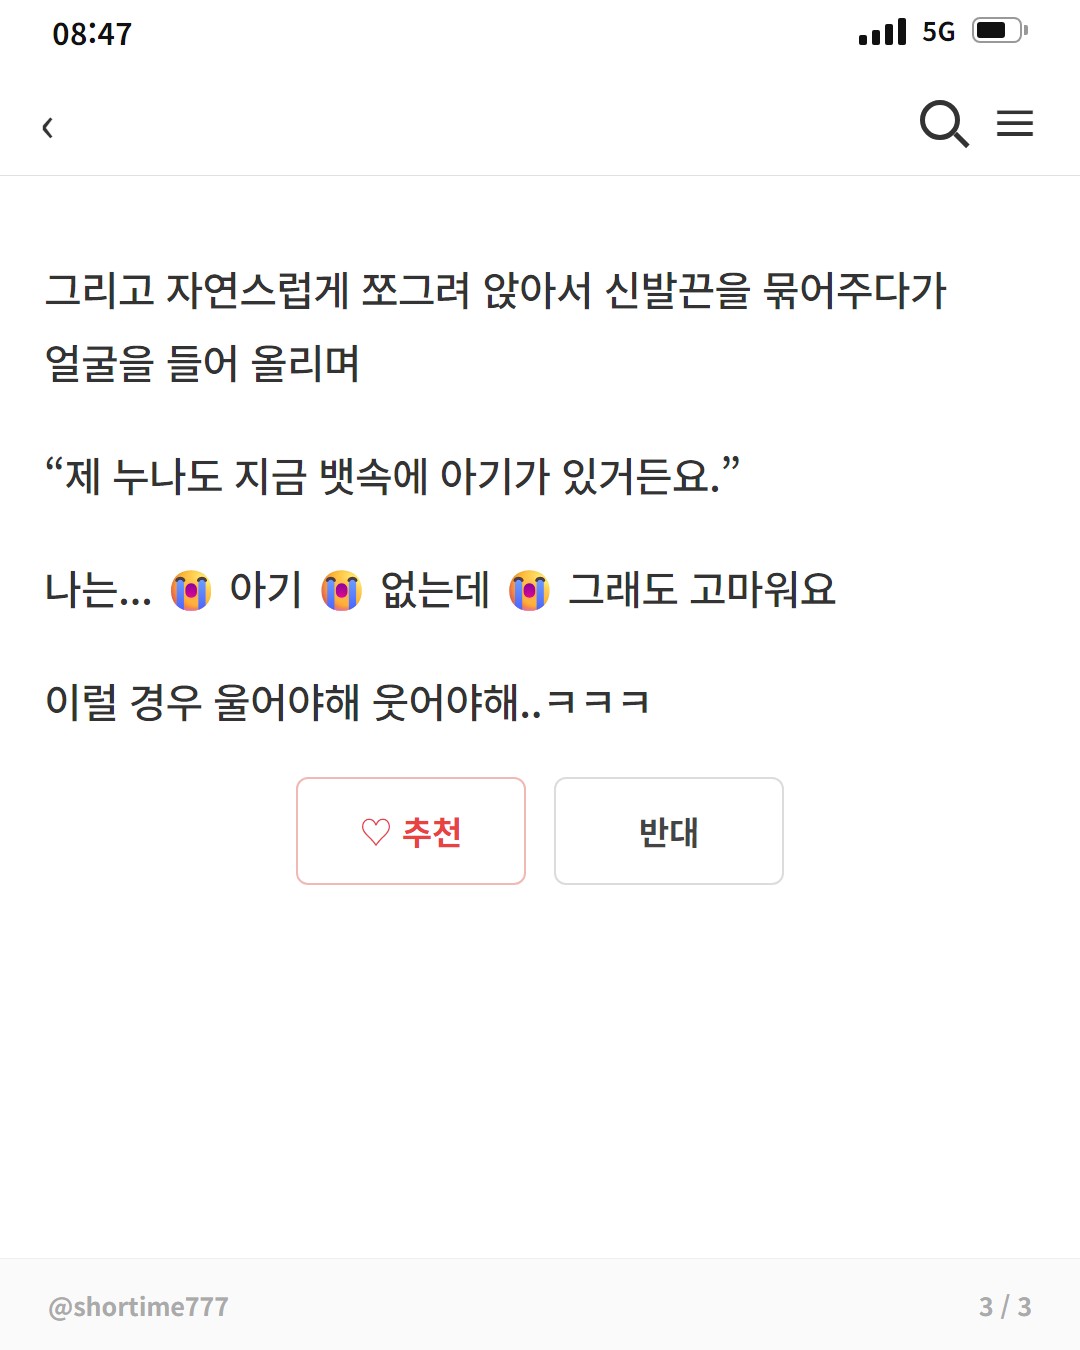 08:47
5G
그리고 자연스럽게 쪼그려 앉아서 신발끈을 묶어주다가
얼굴을 들어 올리며
“제 누나도 지금 뱃속에 아기가 있거든요.”
나는... 😭 아기 😭 없는데 😭 그래도 고마워요
이럴 경우 울어야해 웃어야해..ㅋㅋㅋ
♡ 추천
반대
@shortime777
3 / 3